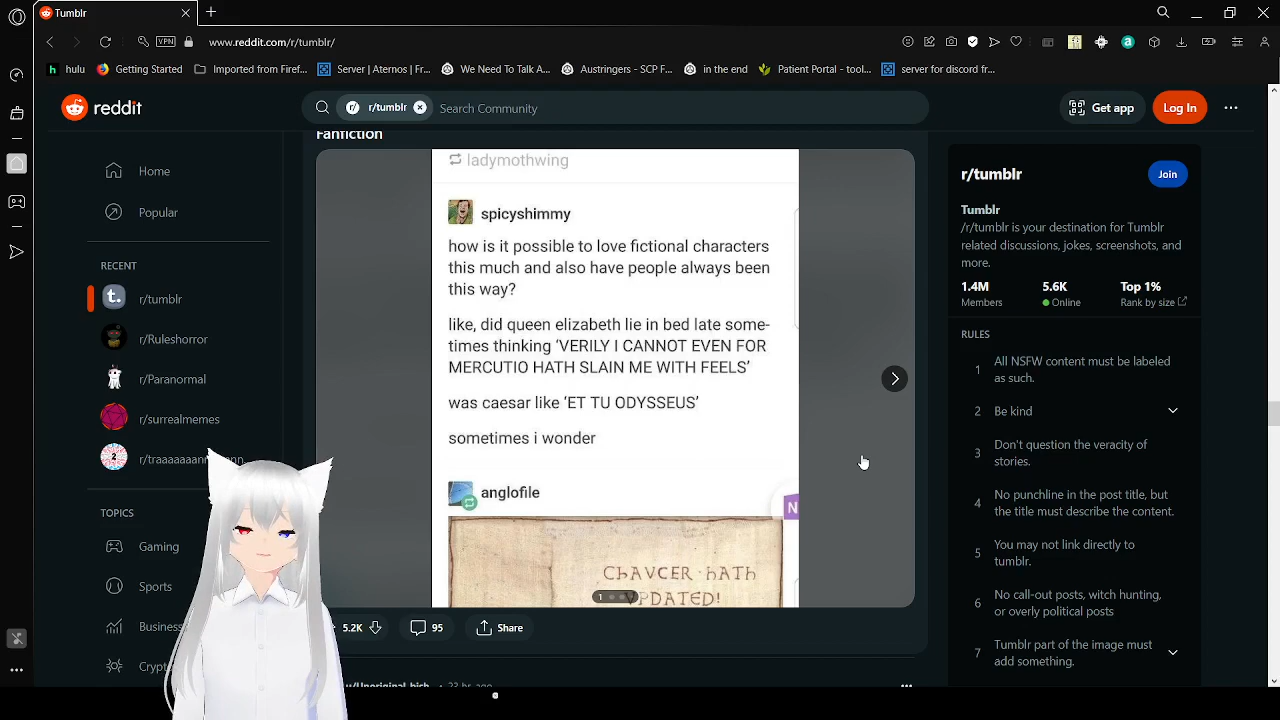 Tumblr
www.reddit.com/r/tumblr/
VPN
hulu
Getting Started
Imported from Firef...
Server | Aternos | Fr...
We Need To Talk A...
Austringers - SCP F...
in the end
Patient Portal - tool...
server for discord fr...
reddit
r/tumblr
Search Community
Get app
Log In
Home
Popular
RECENT
r/tumblr
r/Ruleshorror
r/Paranormal
r/surrealmemes
TOPICS
Gaming
Sports
Business
Fanfiction
ladymothwing
spicyshimmy
how is it possible to love fictional characters
this much and also have people always been
this way?
like, did queen elizabeth lie in bed late some-
times thinking ‘VERILY I CANNOT EVEN FOR
MERCUTIO HATH SLAIN ME WITH FEELS’
was caesar like ‘ET TU ODYSSEUS’
sometimes i wonder
anglofile
N
CHAVCER·HATH
VPDATED!
1
5.2K
95
Share
23 hr. ago
r/tumblr
Join
Tumblr
/r/tumblr is your destination for Tumblr
related discussions, jokes, screenshots, and
more.
1.4M 5.6K Top 1%
Members Online Rank by size
RULES
1 All NSFW content must be labeled
as such.
2 Be kind
3 Don't question the veracity of
stories.
4 No punchline in the post title, but
the title must describe the content.
5 You may not link directly to
tumblr.
6 No call-out posts, witch hunting,
or overly political posts
7 Tumblr part of the image must
add something.